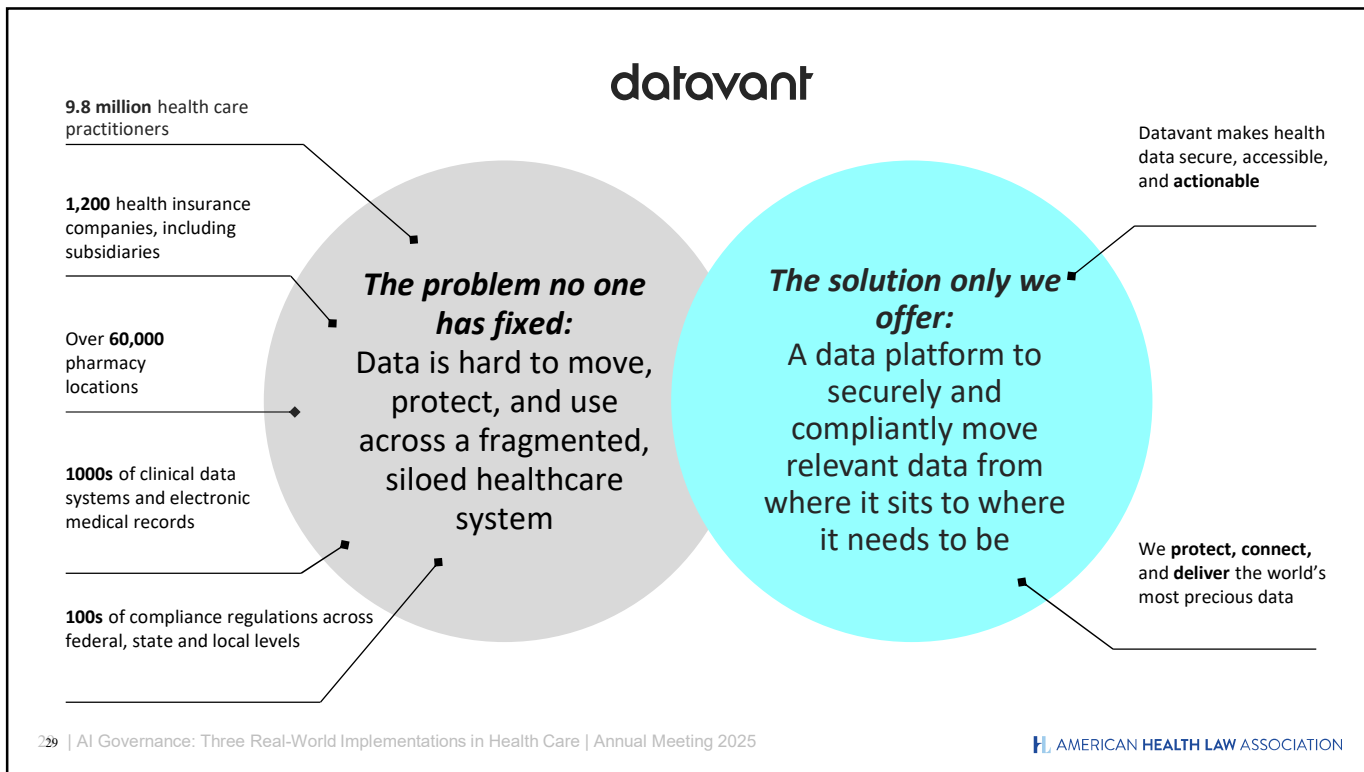 datavant
9.8 million health care
practitioners
1,200 health insurance
companies, including
subsidiaries
Over 60,000
pharmacy
locations
1000s of clinical data
systems and electronic
medical records
100s of compliance regulations across
federal, state and local levels
The problem no one
has fixed:
Data is hard to move,
protect, and use
across a fragmented,
siloed healthcare
system
The solution only we
offer:
A data platform to
securely and
compliantly move
relevant data from
where it sits to where
it needs to be
Datavant makes health
data secure, accessible,
and actionable
We protect, connect,
and deliver the world’s
most precious data
29 | AI Governance: Three Real-World Implementations in Health Care | Annual Meeting 2025
AMERICAN HEALTH LAW ASSOCIATION